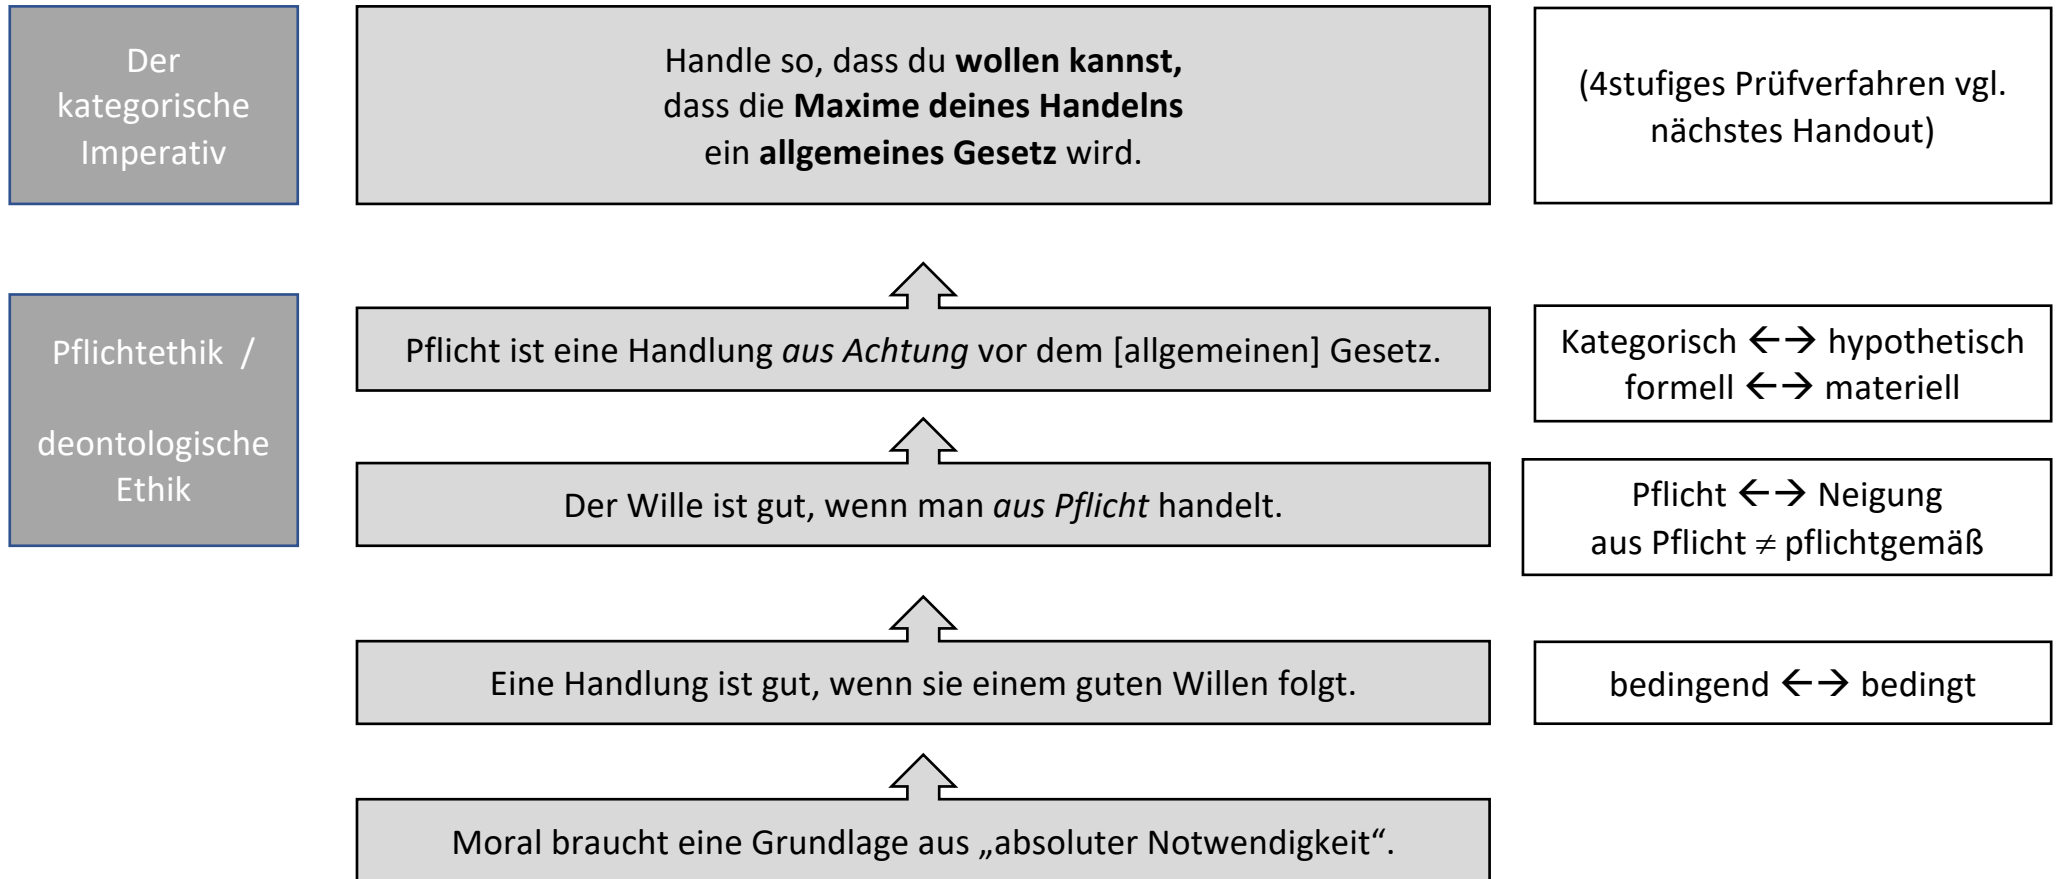 Der
kategorische
Imperativ
Handle so, dass du wollen kannst,
dass die Maxime deines Handelns
ein allgemeines Gesetz wird.
(4stufiges Prüfverfahren vgl.
nächstes Handout)
Pflichtethik /
deontologische
Ethik
Pflicht ist eine Handlung aus Achtung vor dem [allgemeinen] Gesetz.
Kategorisch ←→ hypothetisch
formell ←→ materiell
Der Wille ist gut, wenn man aus Pflicht handelt.
Pflicht ←→ Neigung
aus Pflicht ≠ pflichtgemäß
Eine Handlung ist gut, wenn sie einem guten Willen folgt.
bedingend ←→ bedingt
Moral braucht eine Grundlage aus „absoluter Notwendigkeit“.